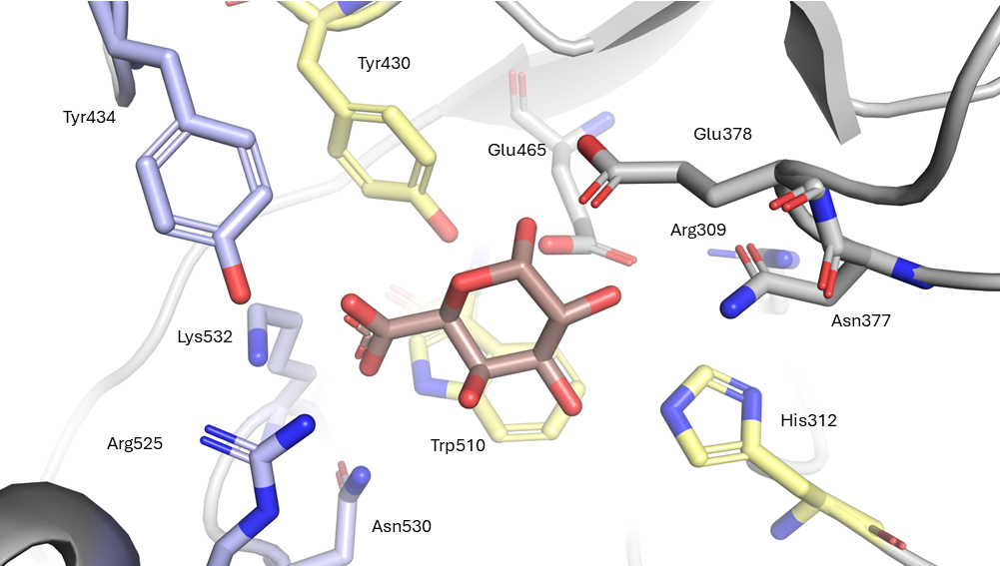 Tyr430
Tyr434
Glu378
Glu465
Arg309
Asn377
Lys532
His312
Arg525
Trp510
Asn530